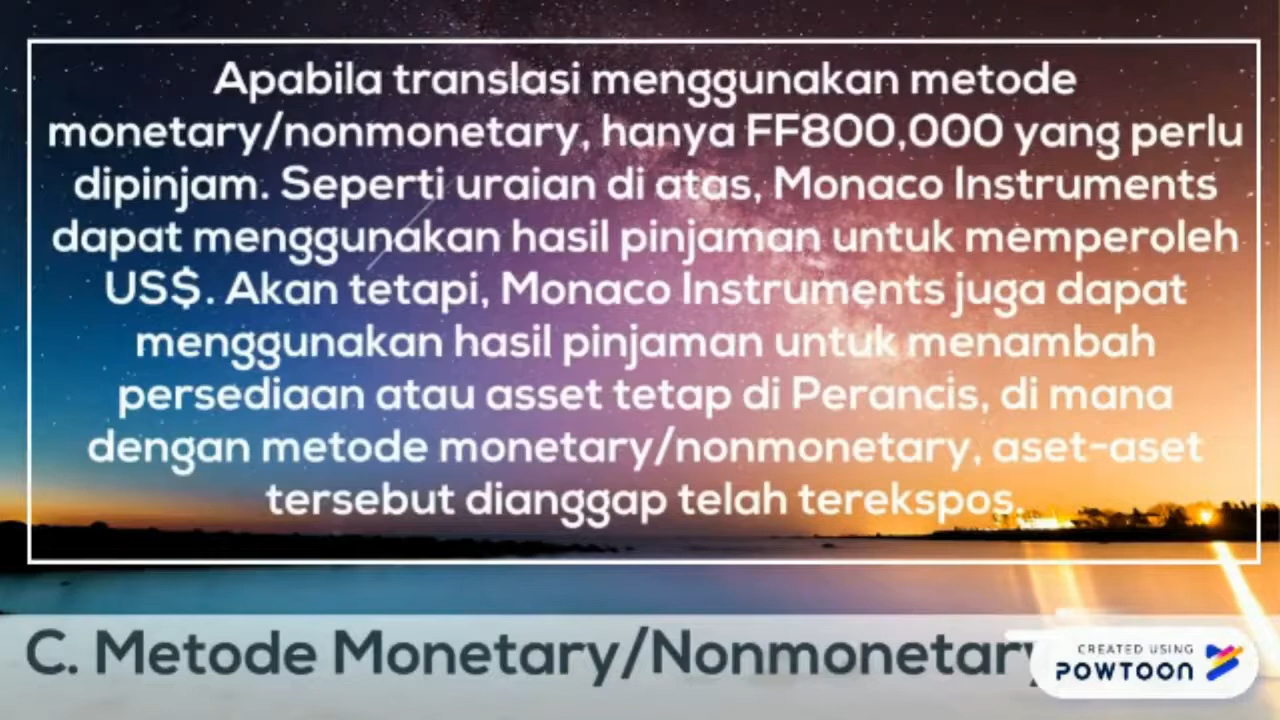 Apabila translasi menggunakan metode
monetary/nonmonetary, hanya FF800,000 yang perlu
dipinjam. Seperti uraian di atas, Monaco Instruments
dapat menggunakan hasil pinjaman untuk memperoleh
US$. Akan tetapi, Monaco Instruments juga dapat
menggunakan hasil pinjaman untuk menambah
persediaan atau asset tetap di Perancis, di mana
dengan metode monetary/nonmonetary, aset-aset
tersebut dianggap telah terekspos.
C. Metode Monetary/Nonmonetary
CREATED USING
POWTOON